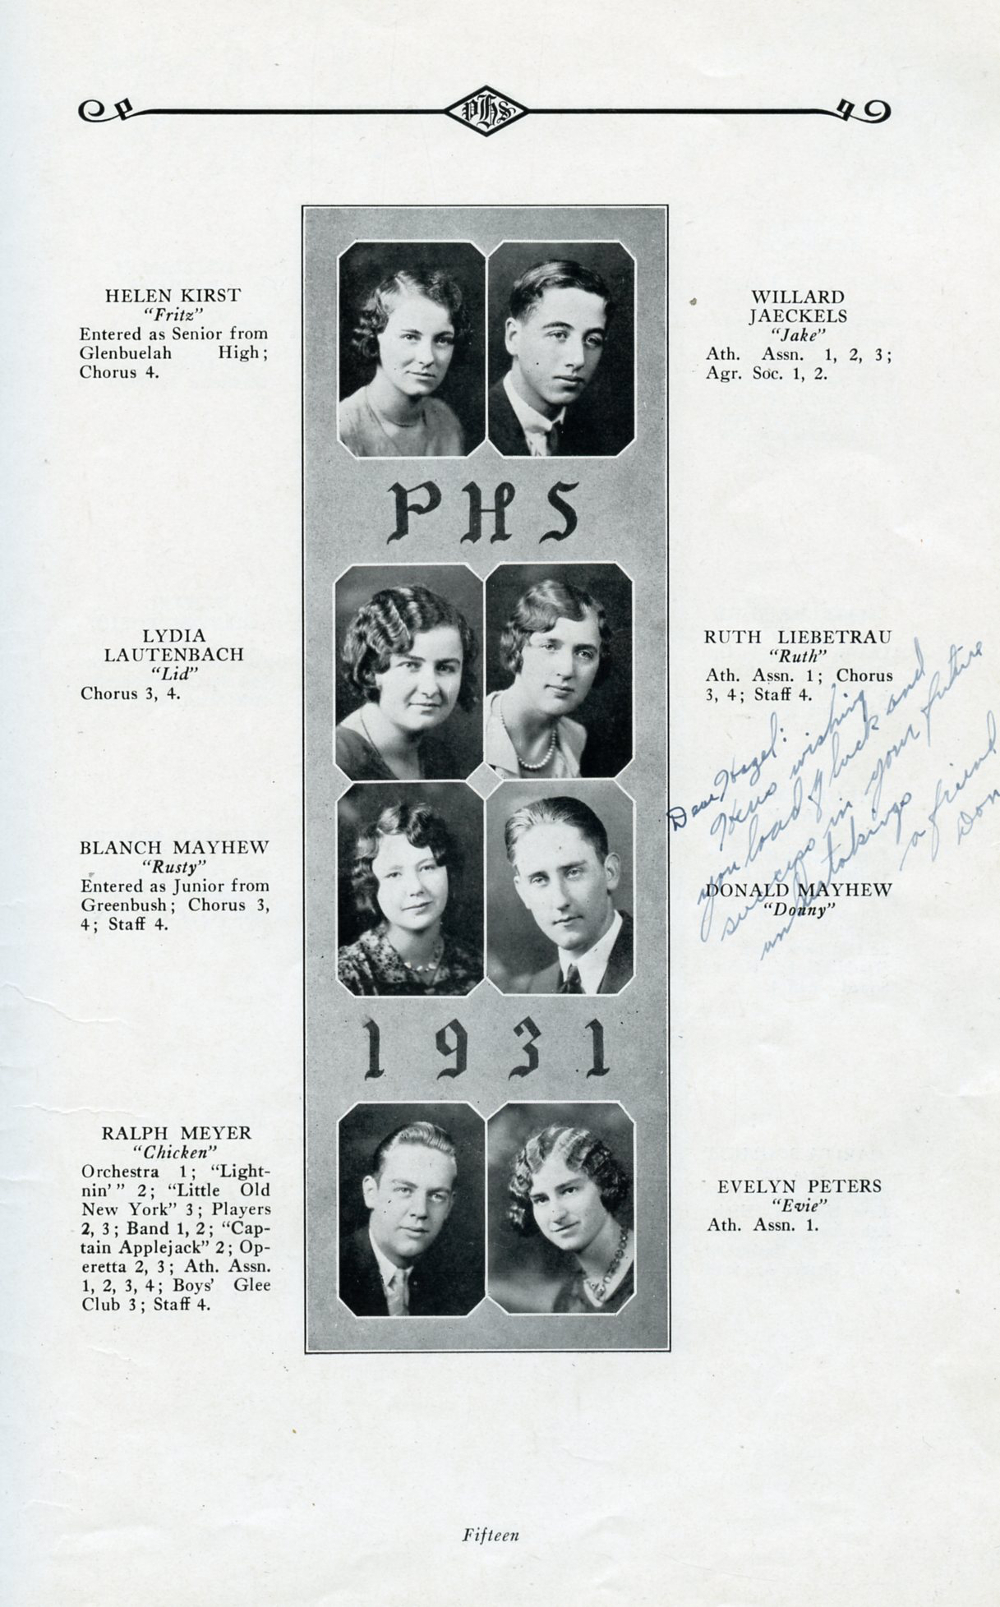 PHS
HELEN KIRST
"Fritz"
Entered as Senior from
Glenbuelah High;
Chorus 4.
WILLARD
JAECKELS
"Jake"
Ath. Assn. 1, 2, 3;
Agr. Soc. 1, 2.
PHS
LYDIA
LAUTENBACH
"Lid"
Chorus 3, 4.
RUTH LIEBETRAU
"Ruth"
Ath. Assn. 1; Chorus
3, 4; Staff 4.
Dear Hazel:
Heres wishing
you load of luck and
success in your future
undertakings
a friend
Don
BLANCH MAYHEW
"Rusty"
Entered as Junior from
Greenbush; Chorus 3,
4; Staff 4.
DONALD MAYHEW
"Donny"
1931
RALPH MEYER
"Chicken"
Orchestra 1; "Light-
nin'" 2; "Little Old
New York" 3; Players
2, 3; Band 1, 2; "Cap-
tain Applejack" 2; Op-
eretta 2, 3; Ath. Assn.
1, 2, 3, 4; Boys' Glee
Club 3; Staff 4.
EVELYN PETERS
"Evie"
Ath. Assn. 1.
Fifteen